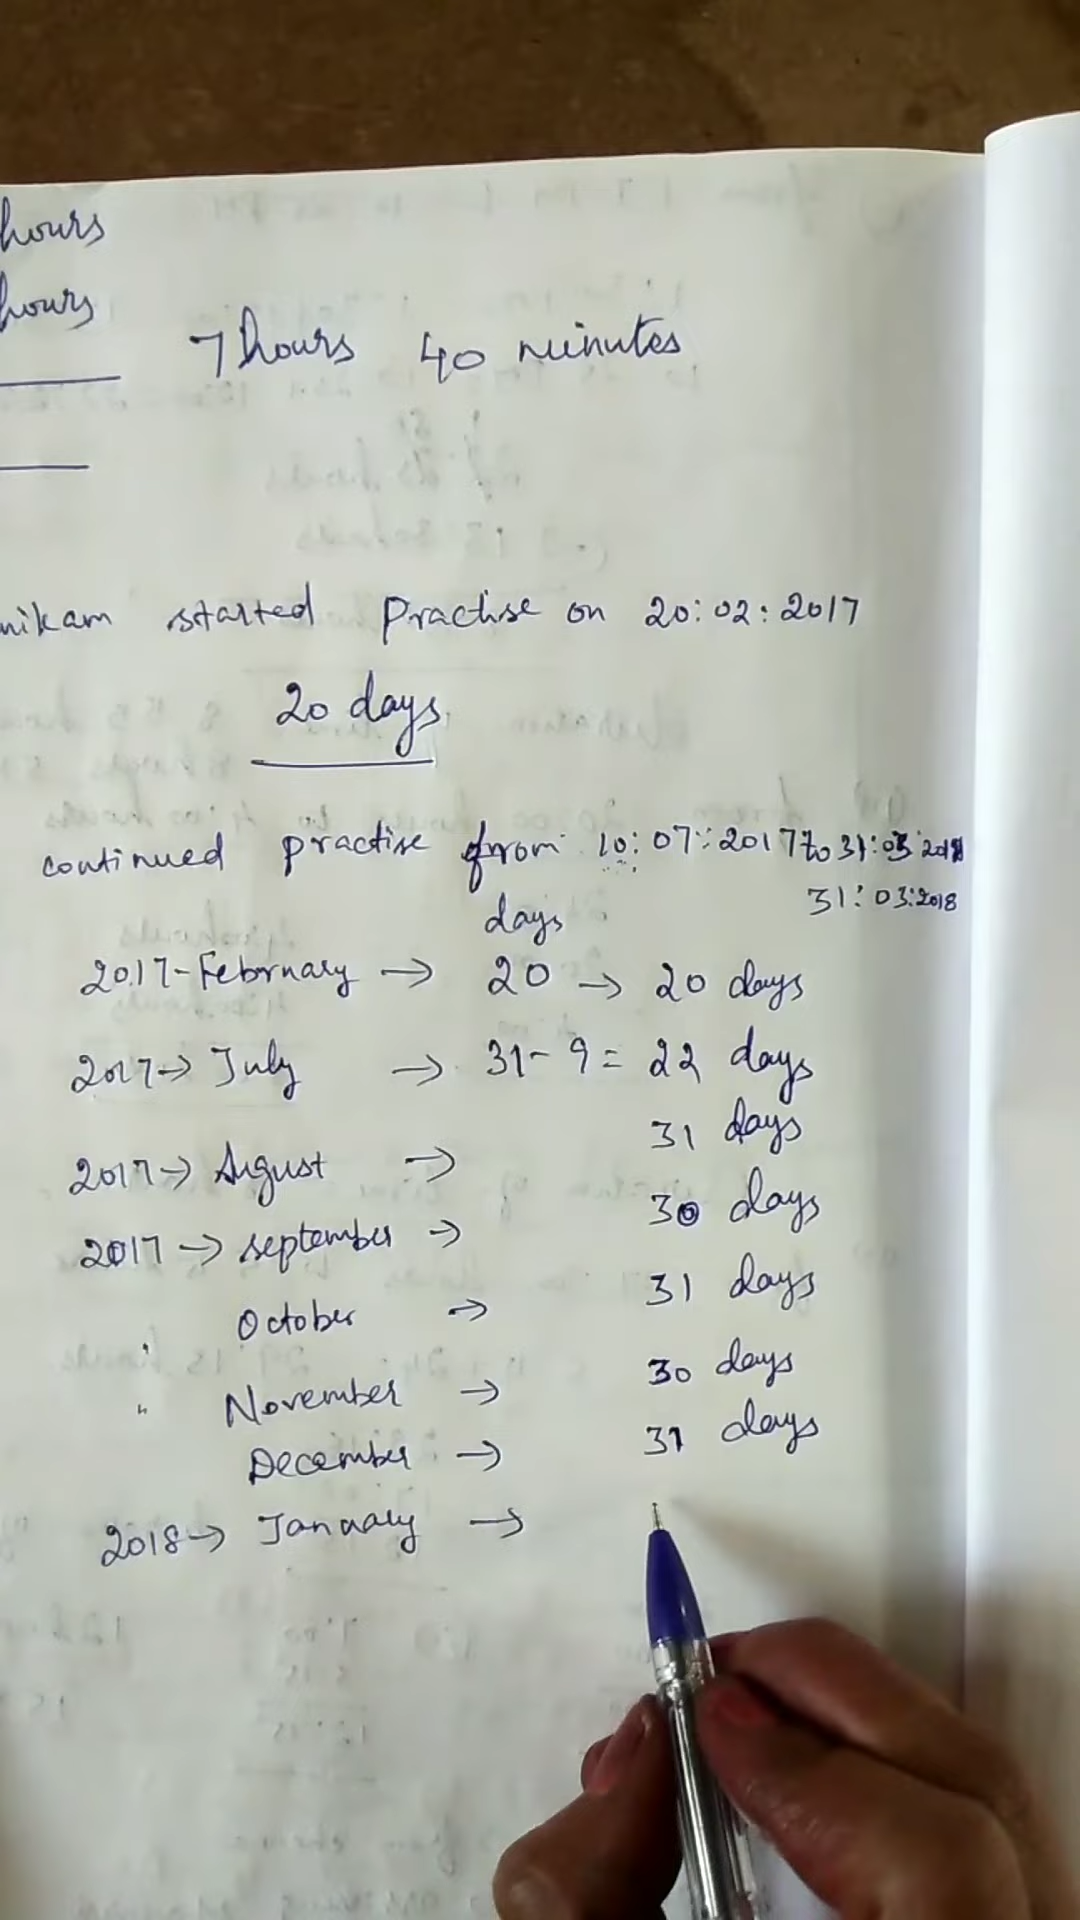 hours
hours
7 hours 40 minutes
nikam started Practise on 20:02:2017
20 days
continued practise from 10:07:2017 to 31:03:2018
31:03:2018
days
2017-February → 20 → 20 days
2017→ July → 31-9= 22 days
2017→ August → 31 days
2017→ September → 30 days
October → 31 days
" November → 30 days
December → 31 days
2018→ January →